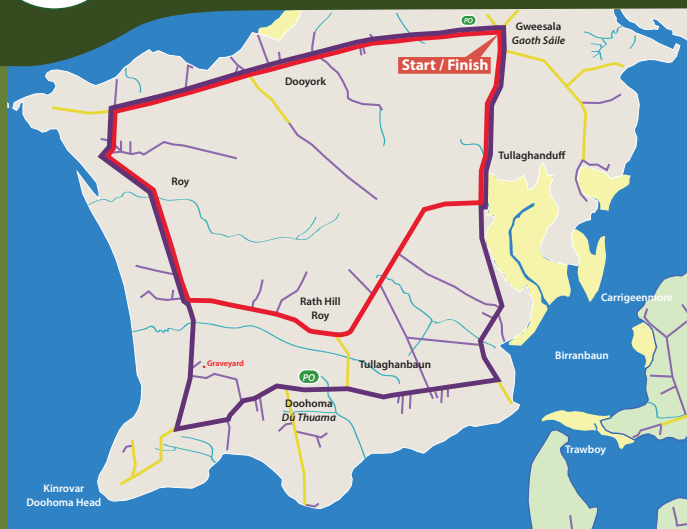 PO
Gweesala
Gaoth Sáile
Start / Finish
Dooyork
Tullaghanduff
Roy
Carrigeenmore
Rath Hill
Roy
Birranbaun
Graveyard
Tullaghanbaun
PO
Doohoma
Dú Thuama
Trawboy
Kinrovar
Doohoma Head